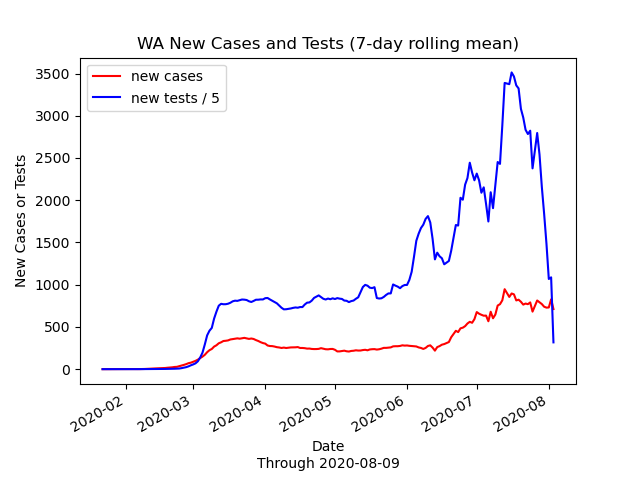 WA New Cases and Tests (7-day rolling mean)
new cases
new tests / 5
3500
3000
2500
2000
1500
1000
500
0
New Cases or Tests
2020-02
2020-03
2020-04
2020-05
2020-06
2020-07
2020-08
Date
Through 2020-08-09